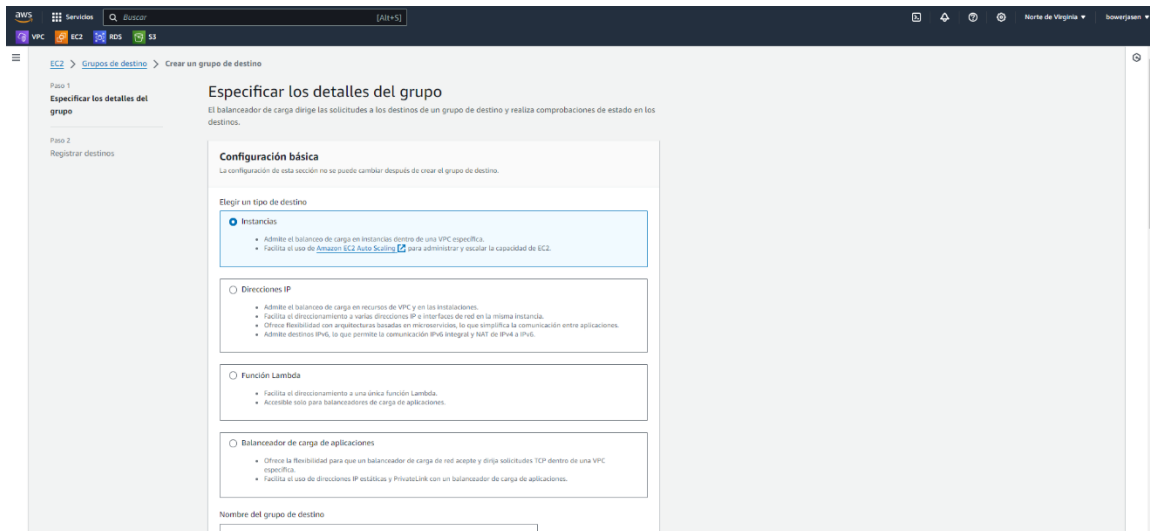 aws
Servicios
Buscar
[Alt+S]
Norte de Virginia
bowerjasen
VPC EC2 RDS S3
EC2 > Grupos de destino > Crear un grupo de destino
Paso 1
Especificar los detalles del
grupo
Paso 2
Registrar destinos
Especificar los detalles del grupo
El balanceador de carga dirige las solicitudes a los destinos de un grupo de destino y realiza comprobaciones de estado en los
destinos.
Configuración básica
La configuración de esta sección no se puede cambiar después de crear el grupo de destino.
Elegir un tipo de destino
Instancias
• Admite el balanceo de carga en instancias dentro de una VPC específica.
• Facilita el uso de Amazon EC2 Auto Scaling para administrar y escalar la capacidad de EC2.
Direcciones IP
• Admite el balanceo de carga en recursos de VPC y en las instalaciones.
• Facilita el direccionamiento a varias direcciones IP e interfaces de red en la misma instancia.
• Ofrece flexibilidad con arquitecturas basadas en microservicios, lo que simplifica la comunicación entre aplicaciones.
• Admite destinos IPv6, lo que permite la comunicación IPv6 integral y NAT de IPv4 a IPv6.
Función Lambda
• Facilita el direccionamiento a una única función Lambda.
• Accesible solo para balanceadores de carga de aplicaciones.
Balanceador de carga de aplicaciones
• Ofrece la flexibilidad para que un balanceador de carga de red acepte y dirija solicitudes TCP dentro de una VPC
específica.
• Facilita el uso de direcciones IP estáticas y PrivateLink con un balanceador de carga de aplicaciones.
Nombre del grupo de destino